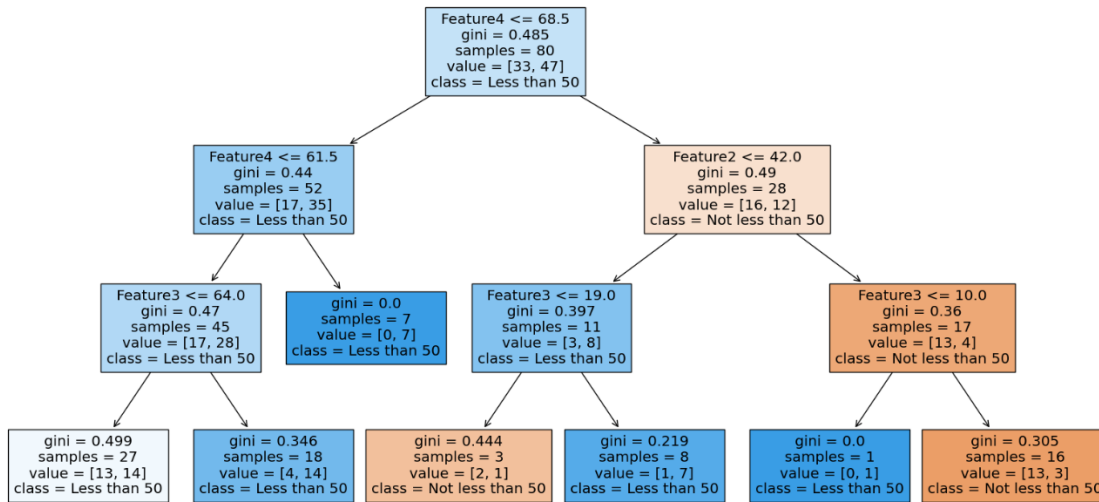 Feature4 <= 68.5
gini = 0.485
samples = 80
value = [33, 47]
class = Less than 50
Feature4 <= 61.5
gini = 0.44
samples = 52
value = [17, 35]
class = Less than 50
Feature2 <= 42.0
gini = 0.49
samples = 28
value = [16, 12]
class = Not less than 50
Feature3 <= 64.0
gini = 0.47
samples = 45
value = [17, 28]
class = Less than 50
gini = 0.0
samples = 7
value = [0, 7]
class = Less than 50
Feature3 <= 19.0
gini = 0.397
samples = 11
value = [3, 8]
class = Less than 50
Feature3 <= 10.0
gini = 0.36
samples = 17
value = [13, 4]
class = Not less than 50
gini = 0.499
samples = 27
value = [13, 14]
class = Less than 50
gini = 0.346
samples = 18
value = [4, 14]
class = Less than 50
gini = 0.444
samples = 3
value = [2, 1]
class = Not less than 50
gini = 0.219
samples = 8
value = [1, 7]
class = Less than 50
gini = 0.0
samples = 1
value = [0, 1]
class = Less than 50
gini = 0.305
samples = 16
value = [13, 3]
class = Not less than 50